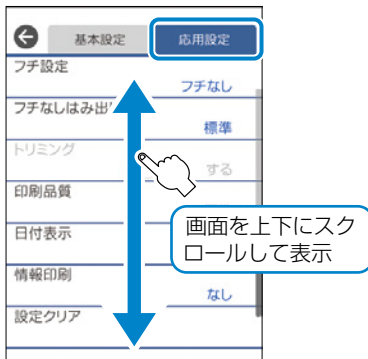 基本設定
応用設定
フチ設定
フチなし
フチなしはみ出
標準
トリミング
する
印刷品質
日付表示
情報印刷
なし
設定クリア
画面を上下にスク
ロールして表示